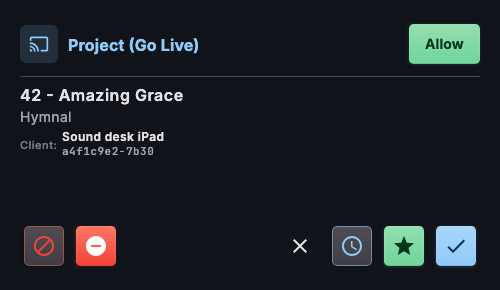 Project (Go Live)
Allow
42 - Amazing Grace
Hymnal
Client: Sound desk iPad
a4f1c9e2-7b30